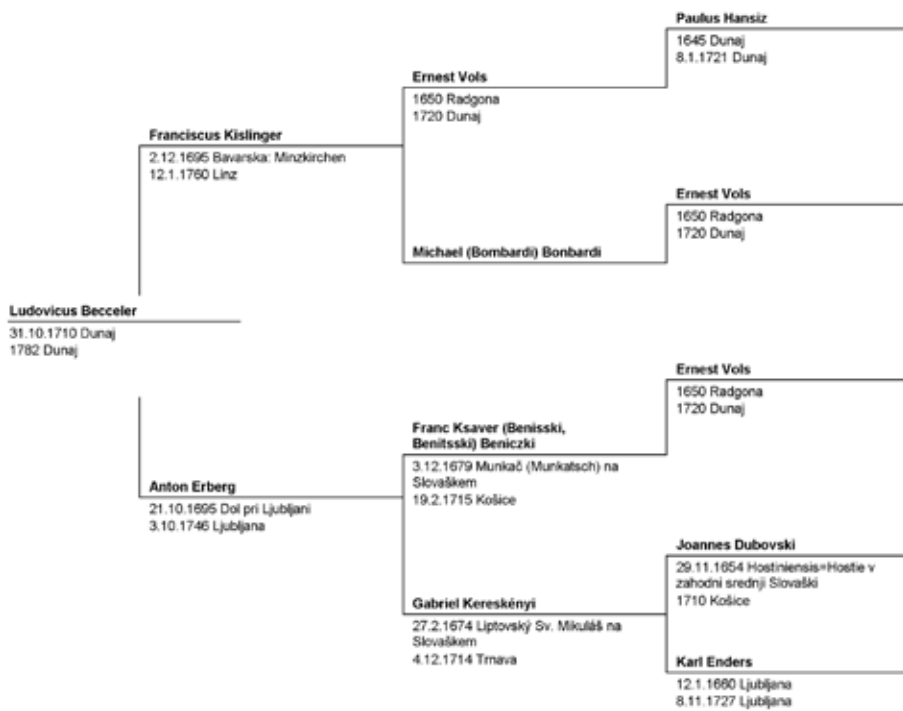 Paulus Hansiz
1645 Dunaj
8.1.1721 Dunaj
Ernest Vols
1650 Radgona
1720 Dunaj
Franciscus Kislinger
2.12.1695 Bavarska: Minzkirchen
12.1.1760 Linz
Ernest Vols
1650 Radgona
1720 Dunaj
Michael (Bombardi) Bonbardi
Ludovicus Becceler
31.10.1710 Dunaj
1782 Dunaj
Ernest Vols
1650 Radgona
1720 Dunaj
Franc Ksaver (Benisski,
Benitsski) Beniczki
3.12.1679 Munkač (Munkatsch) na
Slovaškem
19.2.1715 Košice
Anton Erberg
21.10.1695 Dol pri Ljubljani
3.10.1746 Ljubljana
Joannes Dubovski
29.11.1654 Hostiniensis=Hostie v
zahodni srednji Slovaški
1710 Košice
Gabriel Kereskényi
27.2.1674 Liptovský Sv. Mikuláš na
Slovaškem
4.12.1714 Trnava
Karl Enders
12.1.1660 Ljubljana
8.11.1727 Ljubljana